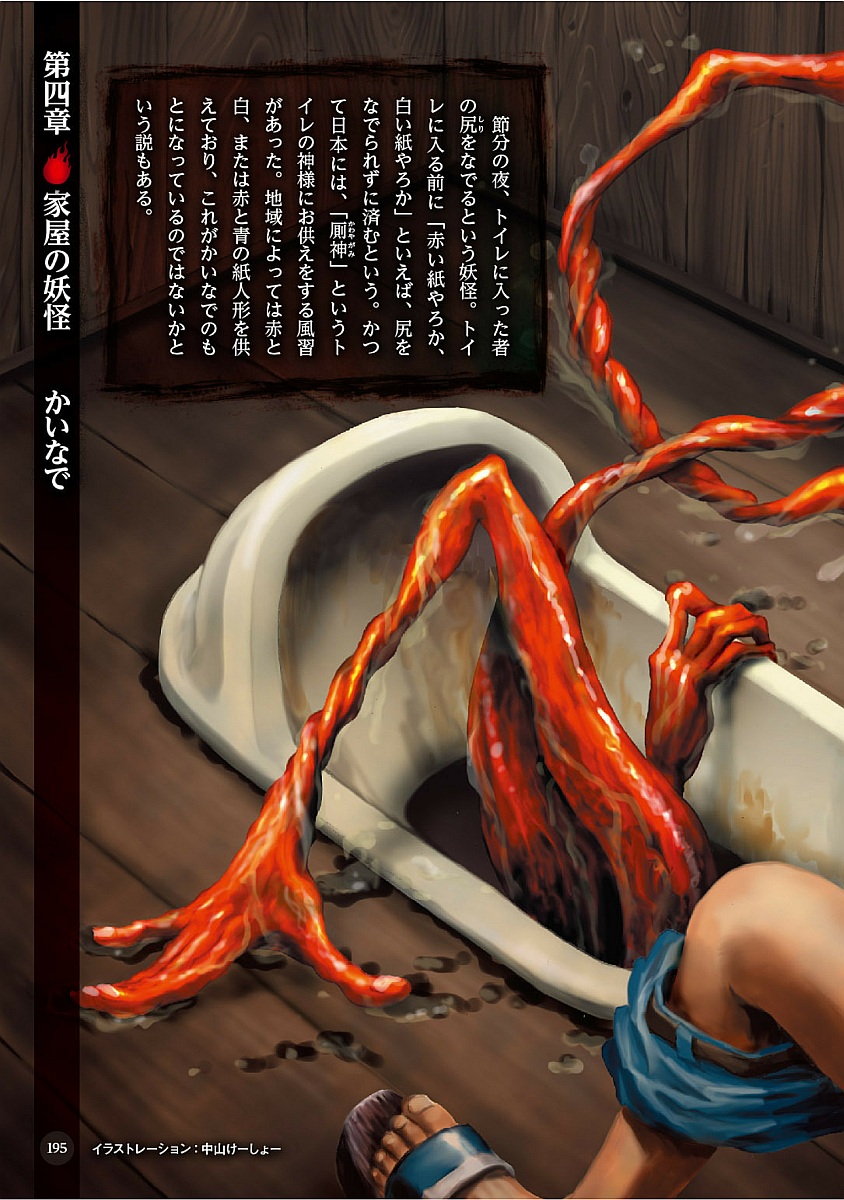 第四章 家屋の妖怪 かいなで
節分の夜、トイレに入った者
の尻をなでるという妖怪。トイ
しり
レに入る前に「赤い紙やろか、
白い紙やろか」といえば、尻を
なでられずに済むという。かつ
て日本には、「厠神」というト
かわやがみ
イレの神様にお供えをする風習
があった。地域によっては赤と
白、または赤と青の紙人形を供
えており、これがかいなでのも
とになっているのではないかと
いう説もある。
195
イラストレーション：中山けーしょー